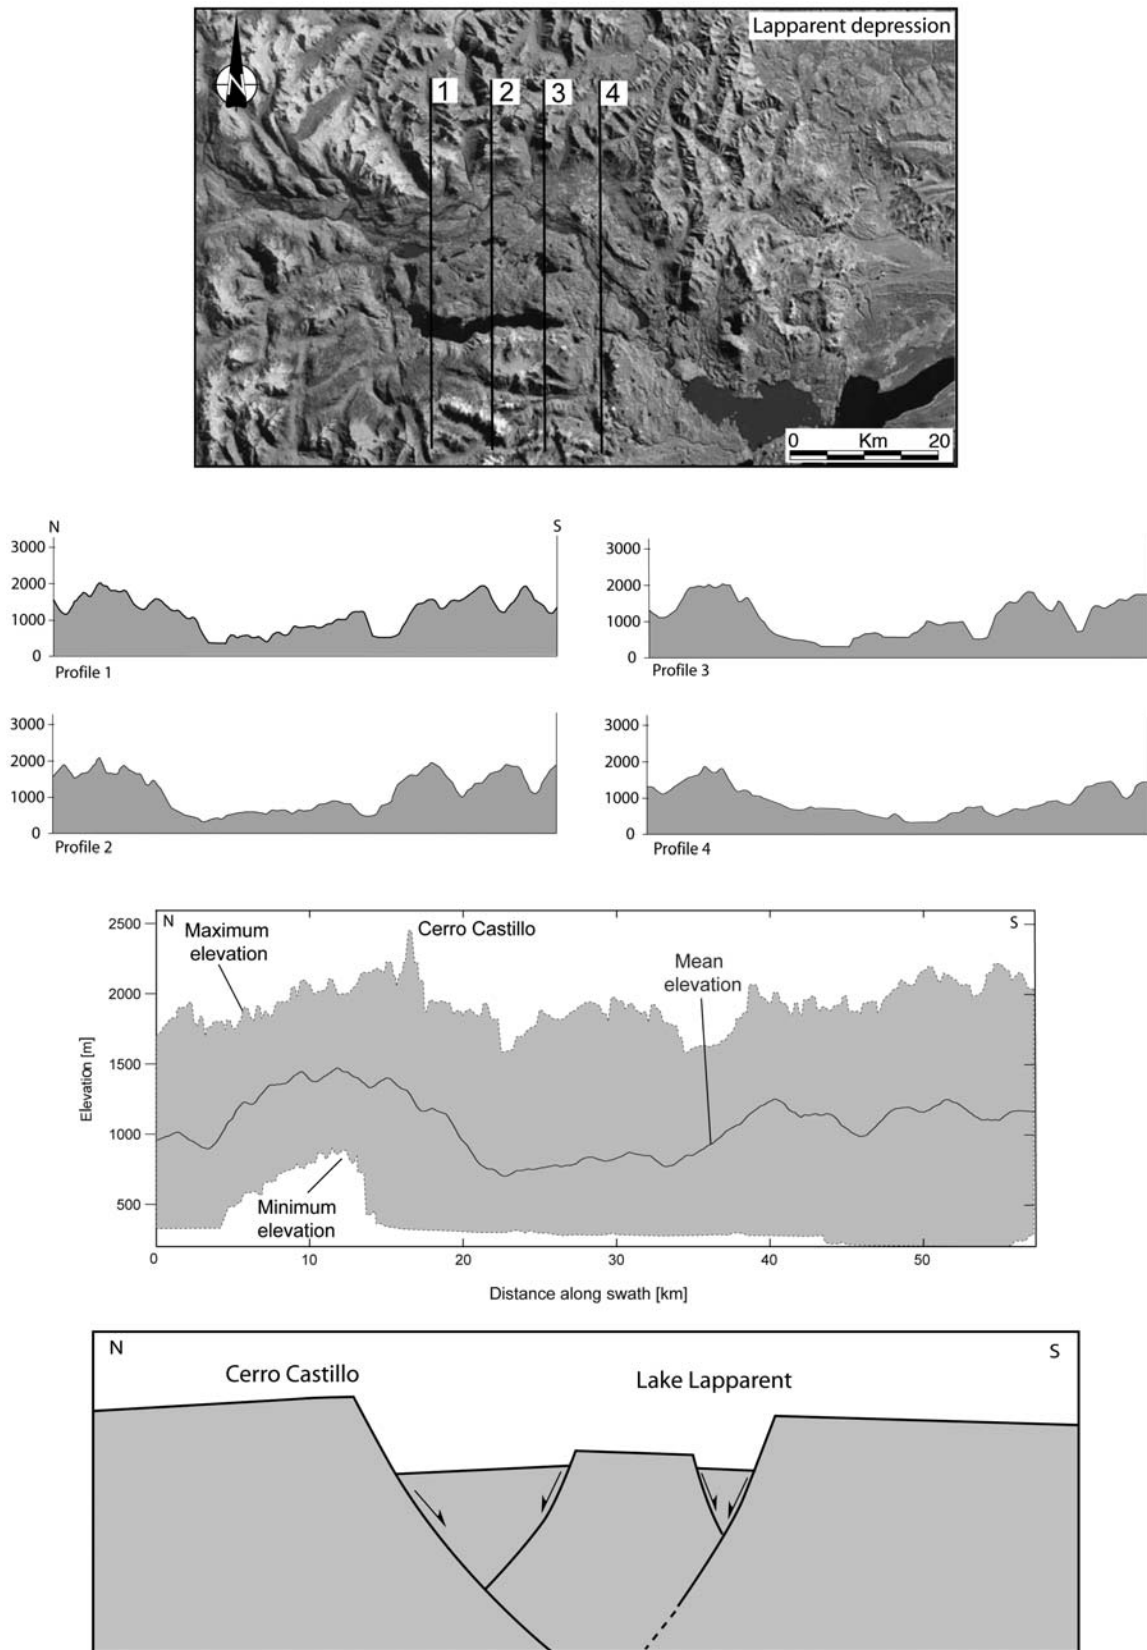 Lapparent depression
N
1 2 3 4
0 Km 20
N S
3000
2000
1000
0
Profile 1
3000
2000
1000
0
Profile 3
3000
2000
1000
0
Profile 2
3000
2000
1000
0
Profile 4
N S
2500
2000
1500
1000
500
Elevation [m]
Maximum
elevation
Cerro Castillo
Mean
elevation
Minimum
elevation
0 10 20 30 40 50
Distance along swath [km]
N S
Cerro Castillo
Lake Lapparent